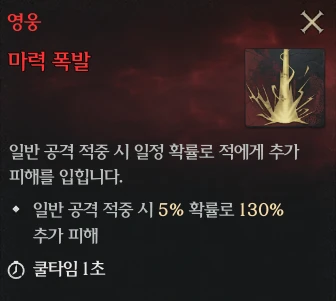 영웅
마력 폭발
일반 공격 적중 시 일정 확률로 적에게 추가
피해를 입힙니다.
일반 공격 적중 시 5% 확률로 130%
추가 피해
쿨타임 1초